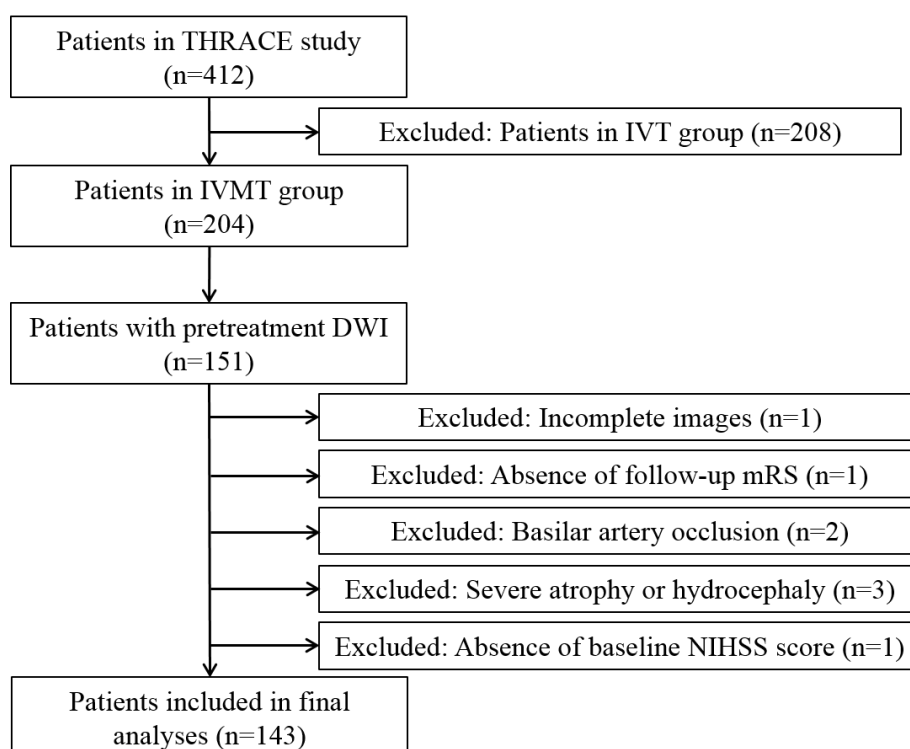 Patients in THRACE study
(n=412)
Excluded: Patients in IVT group (n=208)
Patients in IVMT group
(n=204)
Patients with pretreatment DWI
(n=151)
Excluded: Incomplete images (n=1)
Excluded: Absence of follow-up mRS (n=1)
Excluded: Basilar artery occlusion (n=2)
Excluded: Severe atrophy or hydrocephaly (n=3)
Excluded: Absence of baseline NIHSS score (n=1)
Patients included in final
analyses (n=143)